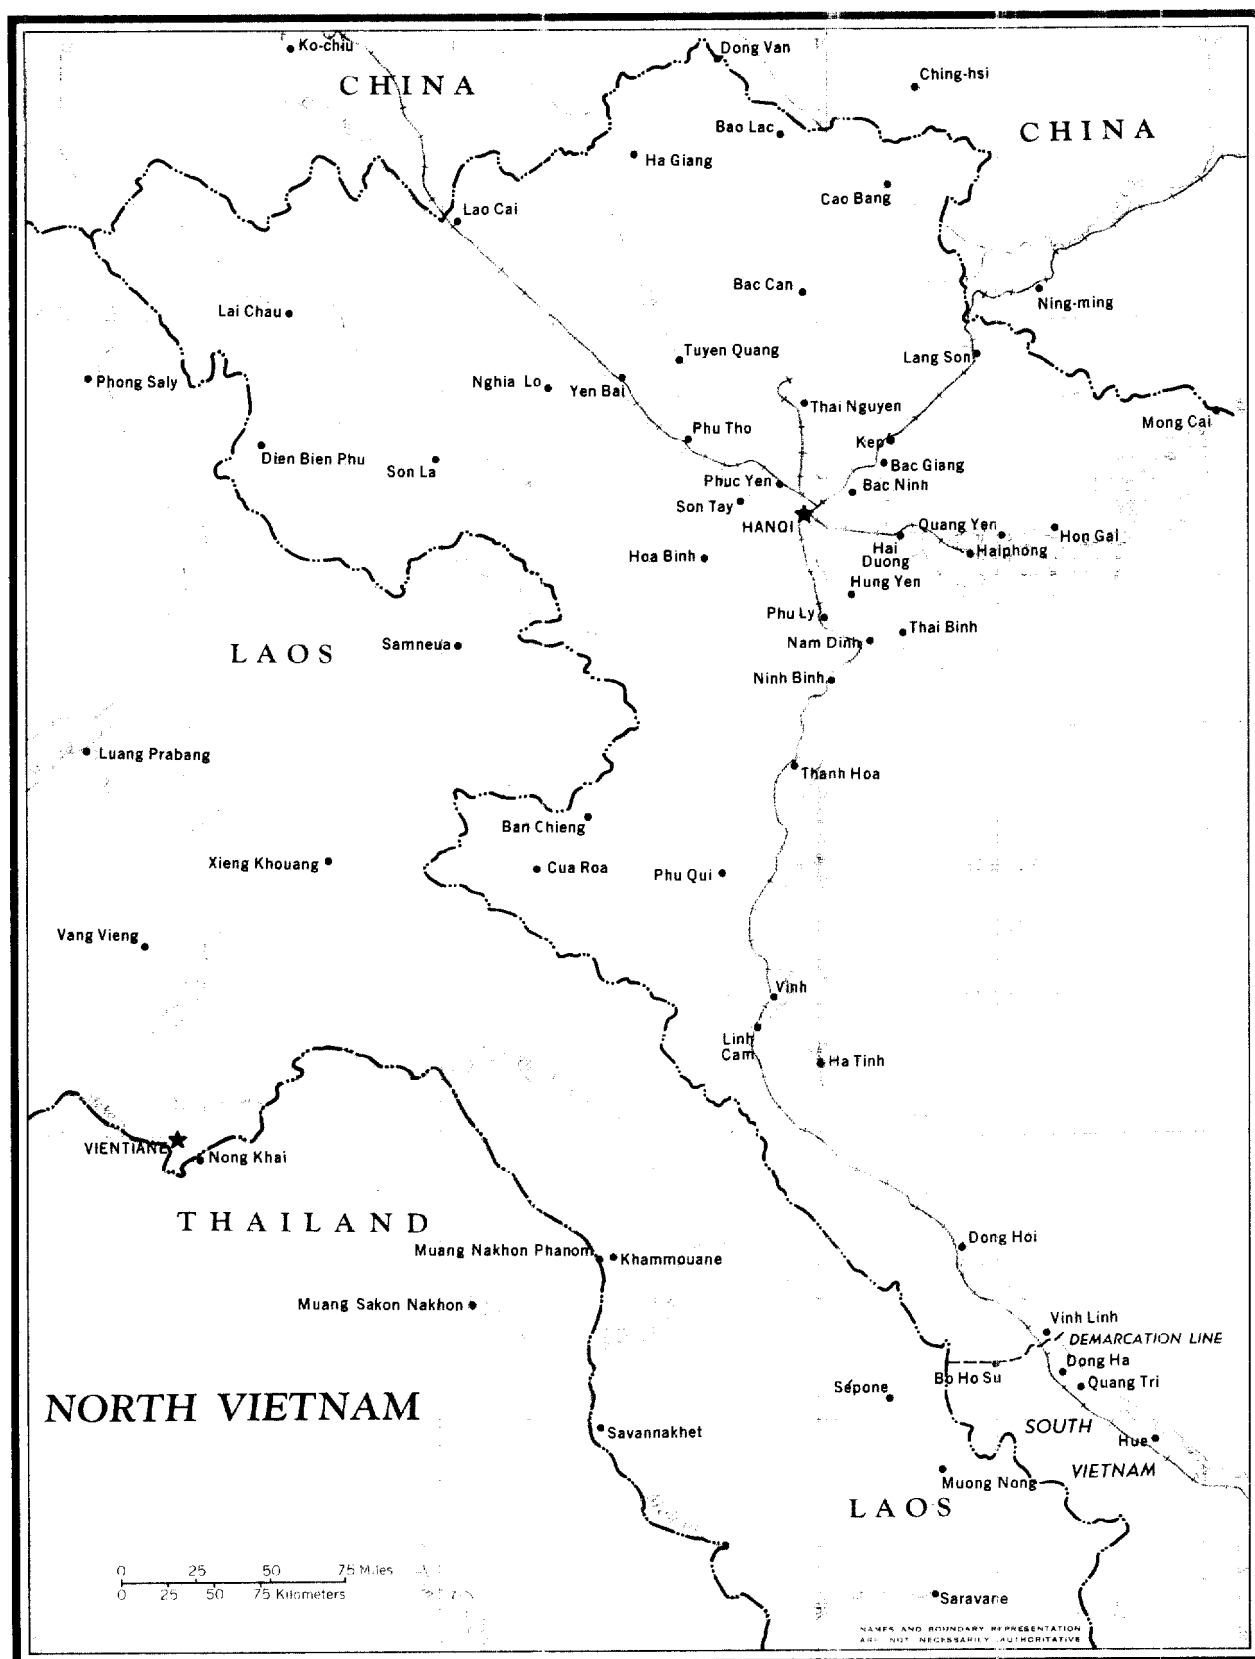 Ko-chiu
Dong Van
Ching-hsi
CHINA
Bao Lac
CHINA
Ha Giang
Cao Bang
Lao Cai
Bac Can
Ning-ming
Lai Chau
Tuyen Quang
Lang Son
Phong Saly
Nghia Lo
Yen Bai
Thai Nguyen
Mong Cai
Phu Tho
Kep
Dien Bien Phu
Son La
Bac Giang
Phuc Yen
Bac Ninh
Son Tay
HANOI
Quang Yen
Hon Gai
Hai
Duong
Haiphong
Hoa Binh
Hung Yen
Phu Ly
Thai Binh
Nam Dinh
LAOS
Samneua
Ninh Binh
Luang Prabang
Thanh Hoa
Ban Chieng
Xieng Khouang
Cua Roa
Phu Qui
Vang Vieng
Vinh
Linh
Cam
Ha Tinh
VIENTIANE
Nong Khai
THAILAND
Dong Hoi
Muang Nakhon Phanom
Khammouane
Muang Sakon Nakhon
Vinh Linh
DEMARCATION LINE
Dong Ha
Bo Ho Su
Quang Tri
Sépone
NORTH VIETNAM
SOUTH
VIETNAM
Savannakhet
Hue
Muong Nong
LAOS
0 25 50 75 Miles
0 25 50 75 Kilometers
Saravane
NAMES AND BOUNDARY REPRESENTATION
ARE NOT NECESSARILY AUTHORITATIVE